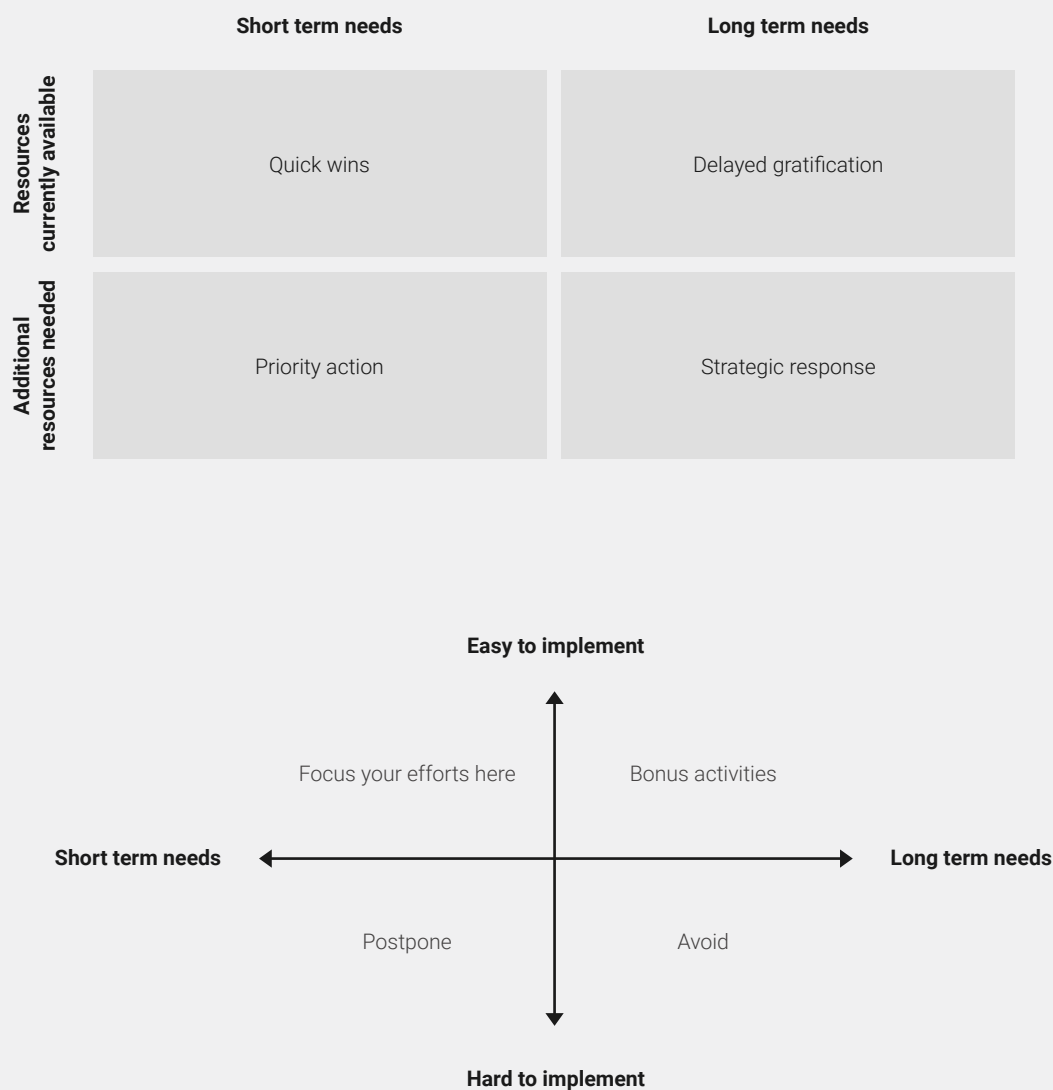 Short term needs
Long term needs
Resources
currently available
Quick wins
Delayed gratification
Additional
resources needed
Priority action
Strategic response
Easy to implement
Focus your efforts here
Bonus activities
Short term needs
Long term needs
Postpone
Avoid
Hard to implement